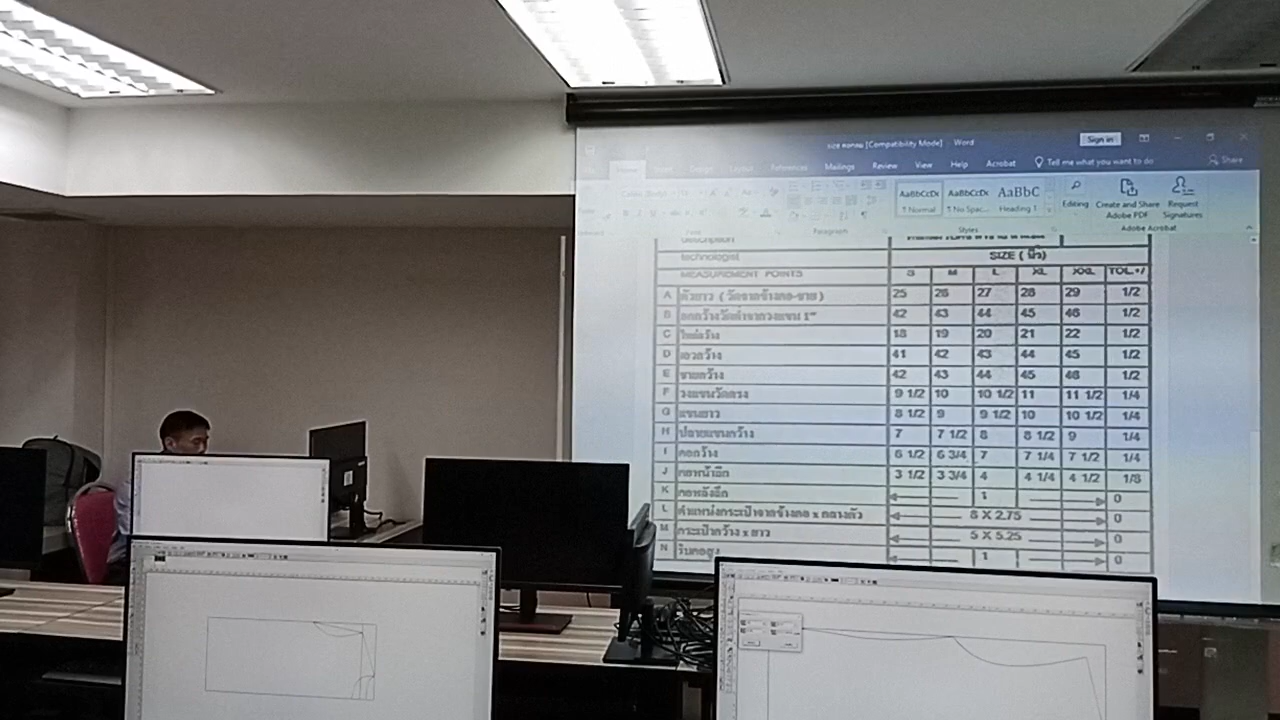 size คอกลม [Compatibility Mode] - Word
Sign in
Layout References Mailings Review View Help Acrobat Tell me what you want to do Share
AaBbCcDc AaBbCcDc AaBbC
¶ Normal ¶ No Spac... Heading 1
Editing Create and Share Adobe PDF Request Signatures
Paragraph Styles Adobe Acrobat
description
technologist SIZE ( นิ้ว)
MEASUREMENT POINTS S M L XL XXL TOL.+/
A ตัวยาว ( วัดจากข้างคอ-ชาย ) 25 26 27 28 29 1/2
B อกกว้างวัดต่ำจากวงแขน 1" 42 43 44 45 46 1/2
C ไหล่กว้าง 18 19 20 21 22 1/2
D เอวกว้าง 41 42 43 44 45 1/2
E ชายกว้าง 42 43 44 45 46 1/2
F วงแขนวัดตรง 9 1/2 10 10 1/2 11 11 1/2 1/4
G แขนยาว 8 1/2 9 9 1/2 10 10 1/2 1/4
H ปลายแขนกว้าง 7 7 1/2 8 8 1/2 9 1/4
I คอกว้าง 6 1/2 6 3/4 7 7 1/4 7 1/2 1/4
J คอหน้าลึก 3 1/2 3 3/4 4 4 1/4 4 1/2 1/8
K คอหลังลึก 1 0
L ตำแหน่งกระเป๋าจากข้างคอ x กลางตัว 8 X 2.75 0
M กระเป๋ากว้าง x ยาว 5 X 5.25 0
N ริบคอสูง 1 0